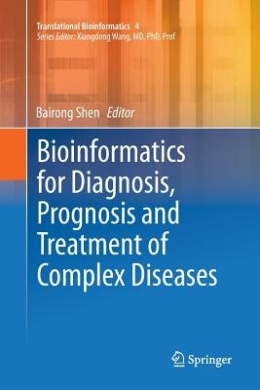 Translational Bioinformatics 4
Series Editor: Xiangdong Wang, MD, PhD, Prof
Bairong Shen Editor
Bioinformatics
for Diagnosis,
Prognosis and
Treatment of
Complex Diseases
Springer